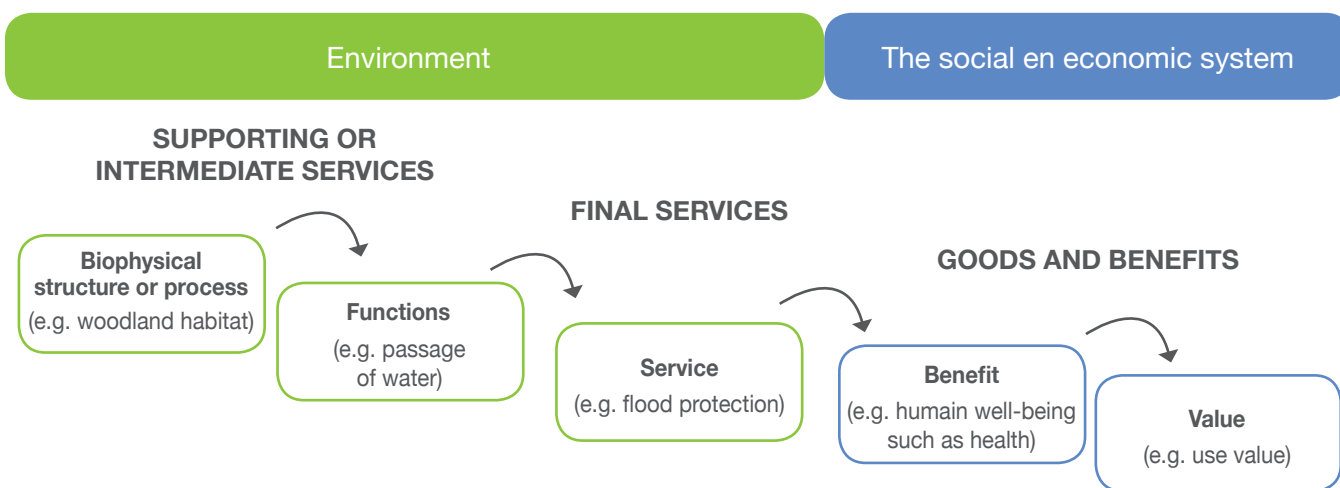 Environment
The social en economic system
SUPPORTING OR
INTERMEDIATE SERVICES
FINAL SERVICES
GOODS AND BENEFITS
Biophysical
structure or process
(e.g. woodland habitat)
Functions
(e.g. passage
of water)
Service
(e.g. flood protection)
Benefit
(e.g. humain well-being
such as health)
Value
(e.g. use value)